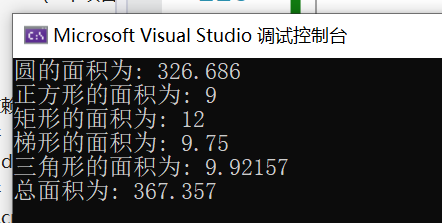 Microsoft Visual Studio 调试控制台
圆的面积为: 326.686
正方形的面积为: 9
矩形的面积为: 12
梯形的面积为: 9.75
三角形的面积为: 9.92157
总面积为: 367.357